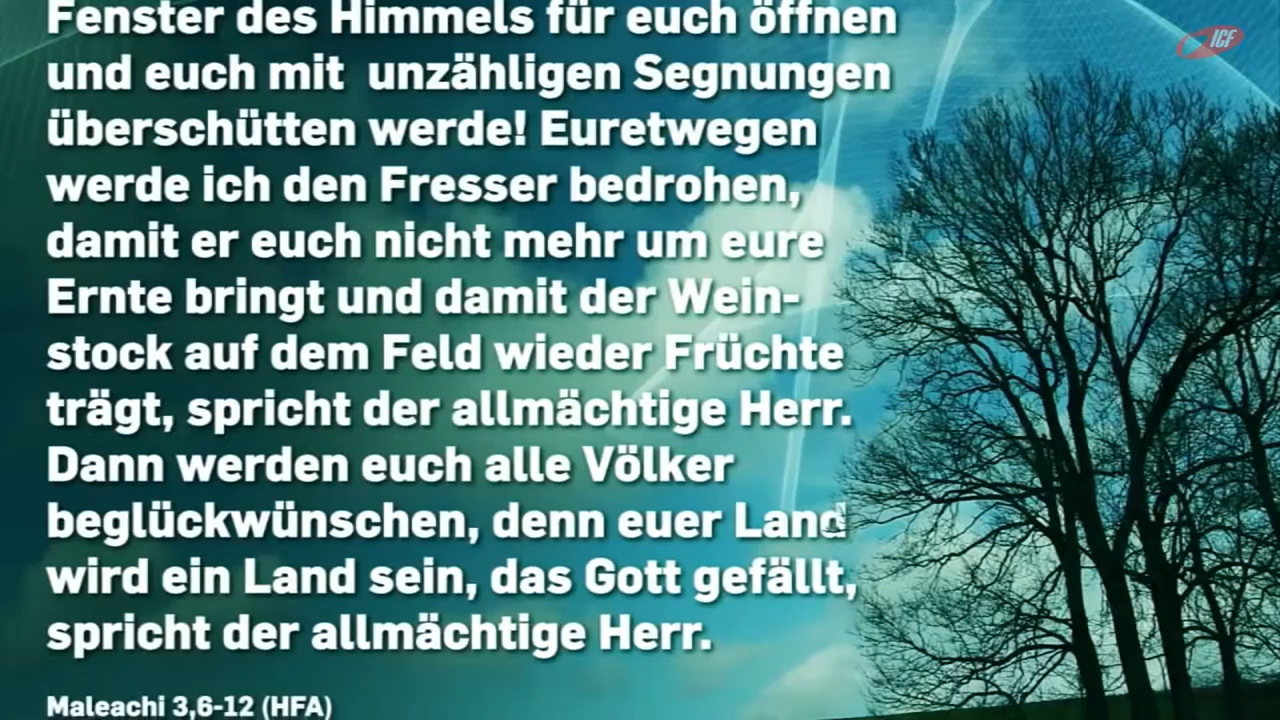 Fenster des Himmels für euch öffnen
und euch mit unzähligen Segnungen
überschütten werde! Euretwegen
werde ich den Fresser bedrohen,
damit er euch nicht mehr um eure
Ernte bringt und damit der Wein-
stock auf dem Feld wieder Früchte
trägt, spricht der allmächtige Herr.
Dann werden euch alle Völker
beglückwünschen, denn euer Land
wird ein Land sein, das Gott gefällt,
spricht der allmächtige Herr.
Maleachi 3,6-12 (HFA)
ICF